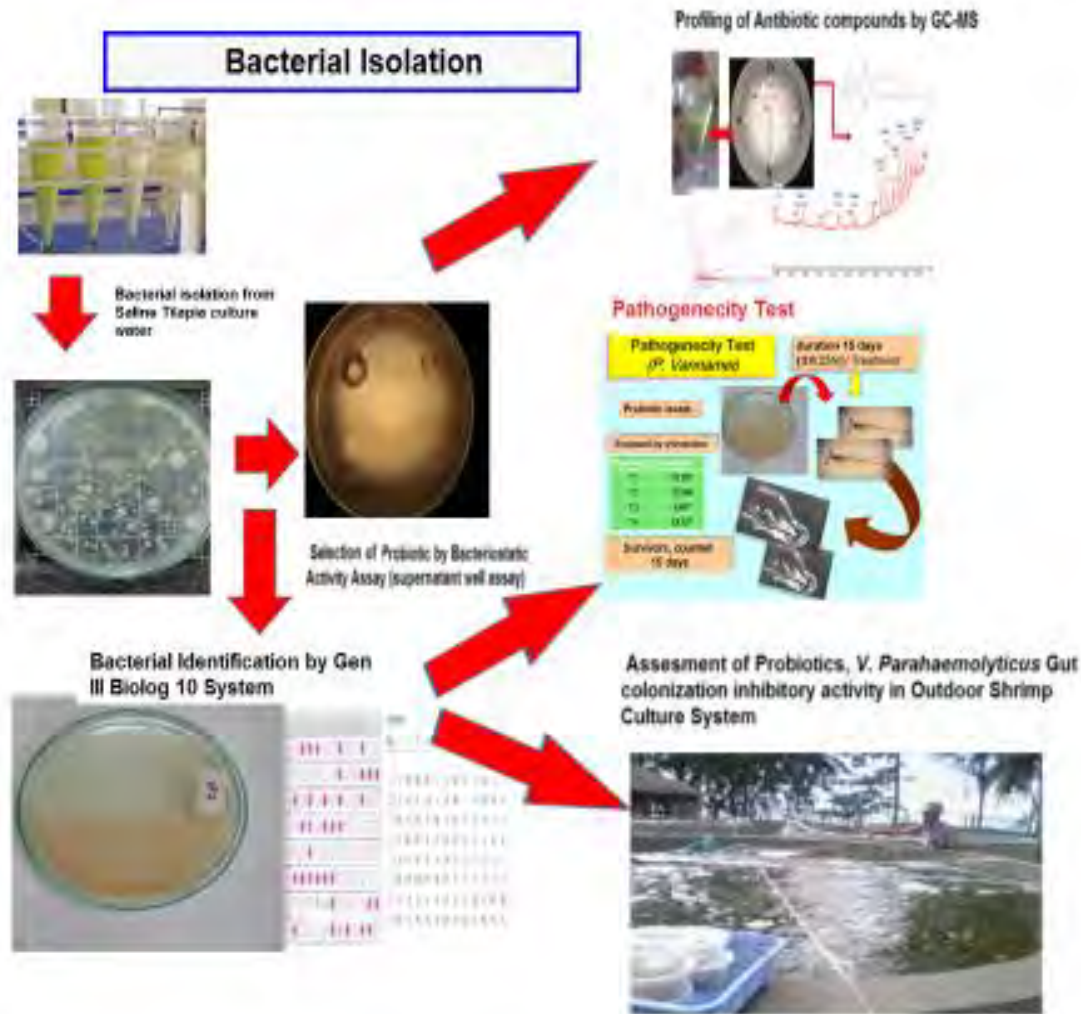 Bacterial Isolation
Profiling of Antibiotic compounds by GC-MS
Bacterial isolation from
Saline Tilapia culture
water
Selection of Probiotic by Bacteriostatic
Activity Assay (supernatant well assay)
Pathogenecity Test
Pathogenecity Test
(P. Vannamei)
duration 15 days
Treatment
Survivors, counted
15 days
Bacterial Identification by Gen
III Biolog 10 System
Assesment of Probiotics, V. Parahaemolyticus Gut
colonization inhibitory activity in Outdoor Shrimp
Culture System